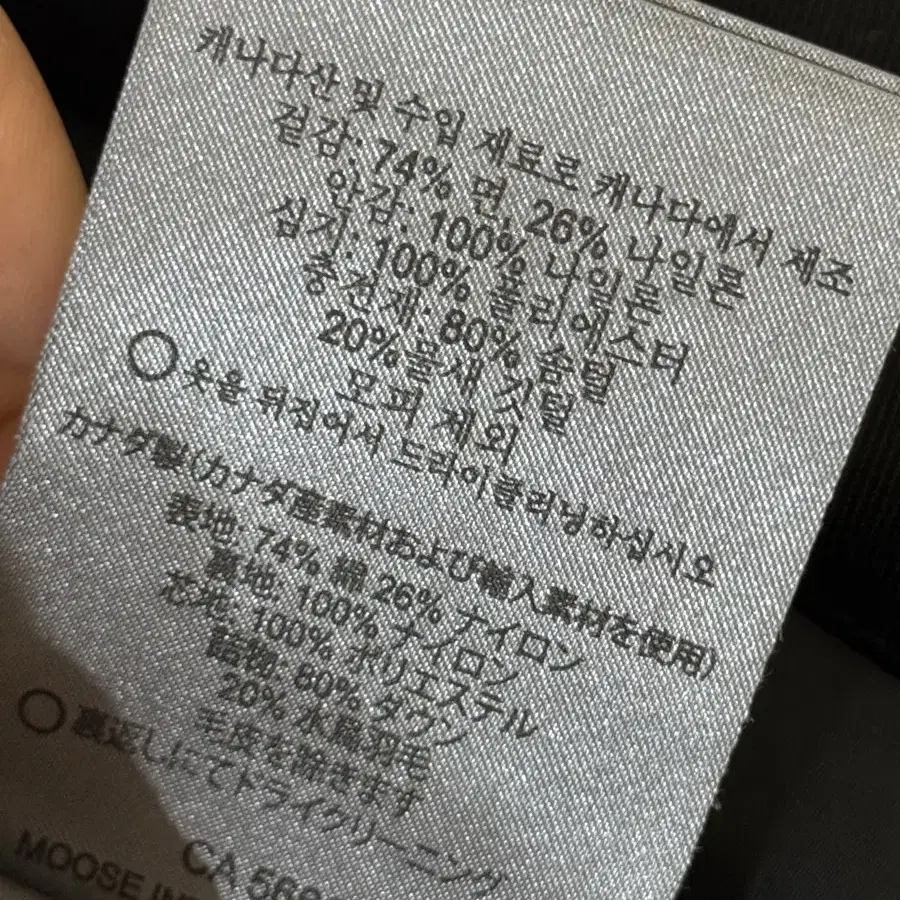 캐나다산 및 수입 재료로 캐나다에서 제조
겉감: 74% 면, 26% 나일론
안감: 100% 나일론
심지: 100% 폴리에스터
충전재: 80% 솜털
20%물새 깃털
모피 제외
옷을 뒤집어서 드라이클리닝하십시오
カナダ製(カナダ産素材および輸入素材を使用)
表地: 74% 綿 26% ナイロン
裏地: 100% ナイロン
芯地: 100% ポリエステル
詰物: 80% ダウン
20% 水鳥羽毛
毛皮を除きます
裏返しにてドライクリーニング
CA 568
MOOSE